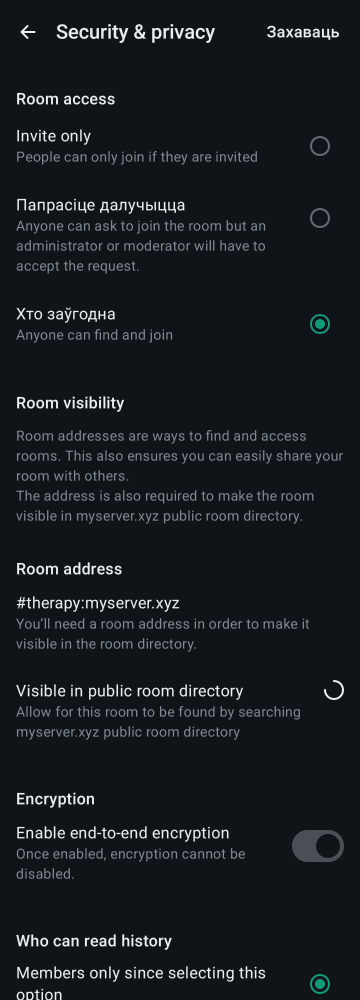 Security & privacy
Захаваць
Room access
Invite only
People can only join if they are invited
Папрасіце далучыцца
Anyone can ask to join the room but an
administrator or moderator will have to
accept the request.
Хто заўгодна
Anyone can find and join
Room visibility
Room addresses are ways to find and access
rooms. This also ensures you can easily share your
room with others.
The address is also required to make the room
visible in myserver.xyz public room directory.
Room address
#therapy:myserver.xyz
You’ll need a room address in order to make it
visible in the room directory.
Visible in public room directory
Allow for this room to be found by searching
myserver.xyz public room directory
Encryption
Enable end-to-end encryption
Once enabled, encryption cannot be
disabled.
Who can read history
Members only since selecting this
option